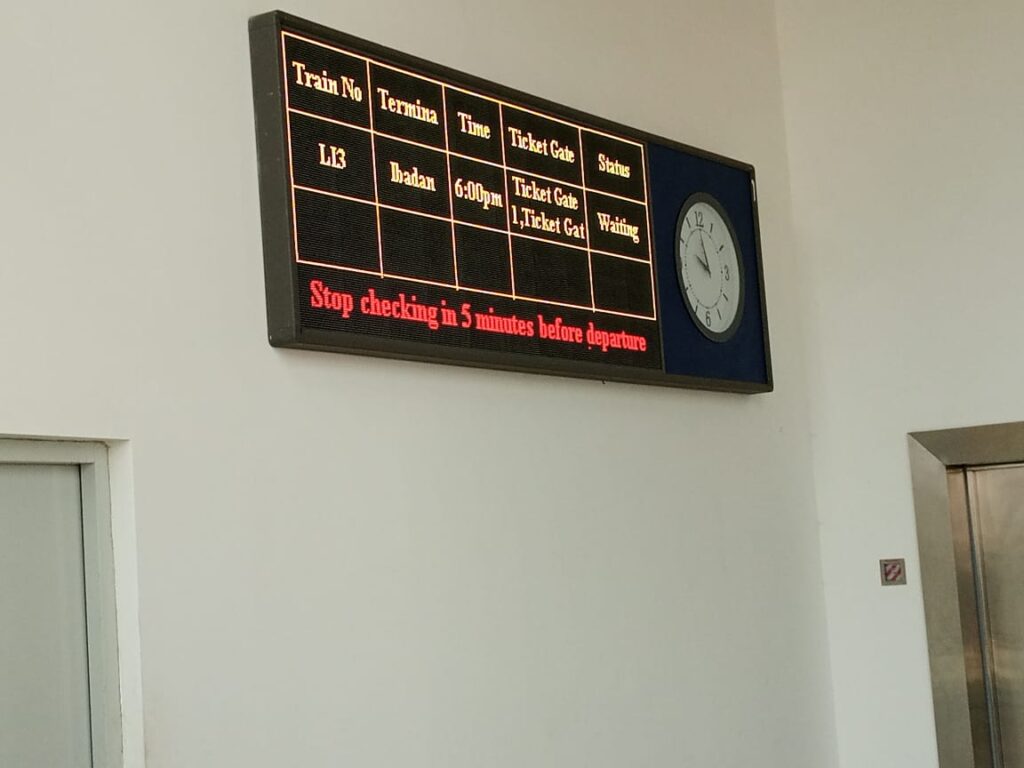 Train No Termina Time Ticket Gate Status
LI3 Ibadan 6:00pm Ticket Gate 1,Ticket Gat Waiting
Stop checking in 5 minutes before departure
12
3
6